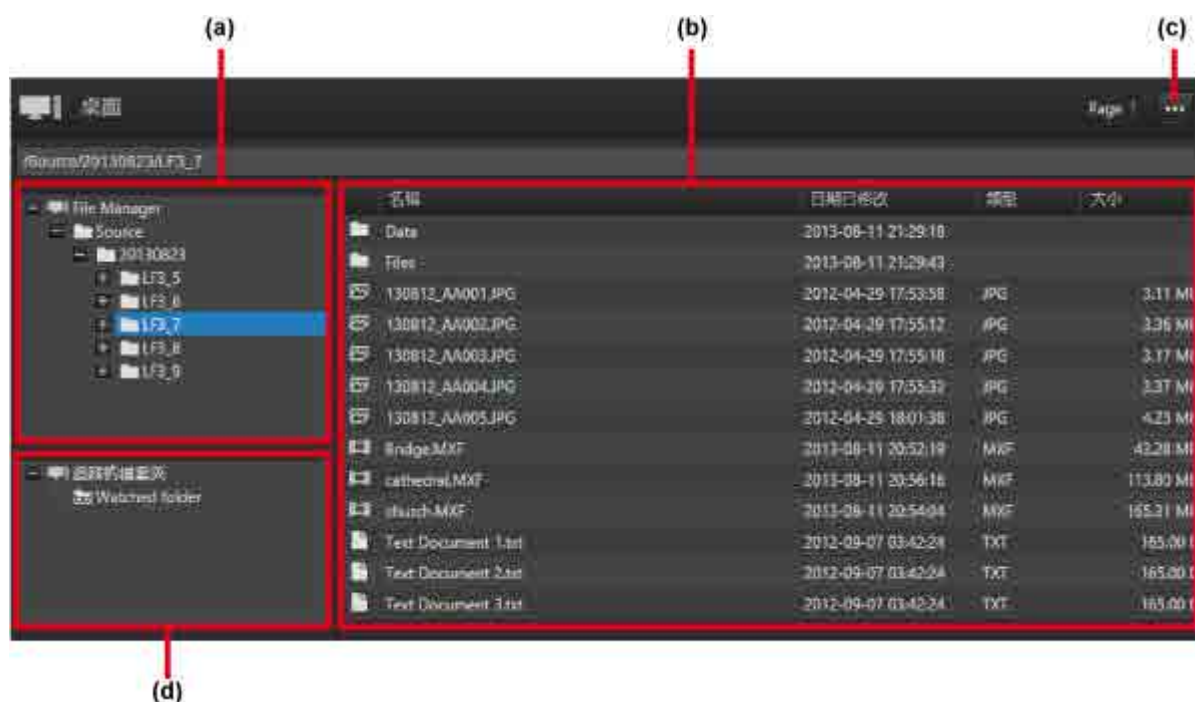 (a) (b) (c)
桌面 Page 1 •••
/Source/20130823/LF3_7
File Manager
Source
20130823
LF3_5
LF3_6
LF3_7
LF3_8
LF3_9
名稱 日期已修改 類型 大小
Data 2013-08-11 21:29:18
Files 2013-08-11 21:29:43
130812_AA001.JPG 2012-04-29 17:53:58 JPG 3.11
130812_AA002.JPG 2012-04-29 17:55:12 JPG 3.36
130812_AA003.JPG 2012-04-29 17:55:18 JPG 3.17
130812_AA004.JPG 2012-04-29 17:55:32 JPG 3.37
130812_AA005.JPG 2012-04-29 18:01:38 JPG 4.23
Bridge.MXF 2013-08-11 20:52:19 MXF 43.28
cathedral.MXF 2013-08-11 20:56:16 MXF 113.80
church.MXF 2013-08-11 20:54:04 MXF 165.31
Text Document 1.txt 2012-09-07 03:42:24 TXT 165.00
Text Document 2.txt 2012-09-07 03:42:24 TXT 165.00
Text Document 3.txt 2012-09-07 03:42:24 TXT 165.00
Watched folder
(d)